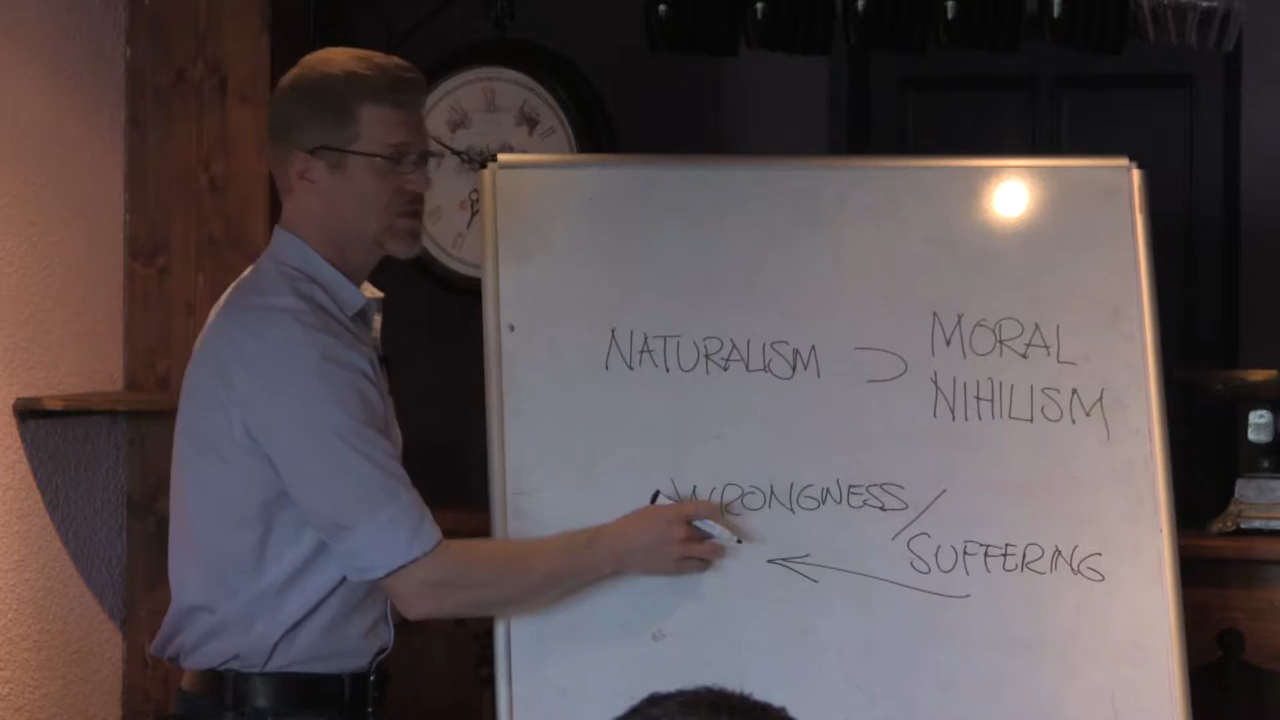 NATURALISM ⊃ MORAL
NIHILISM
WRONGNESS /
SUFFERING